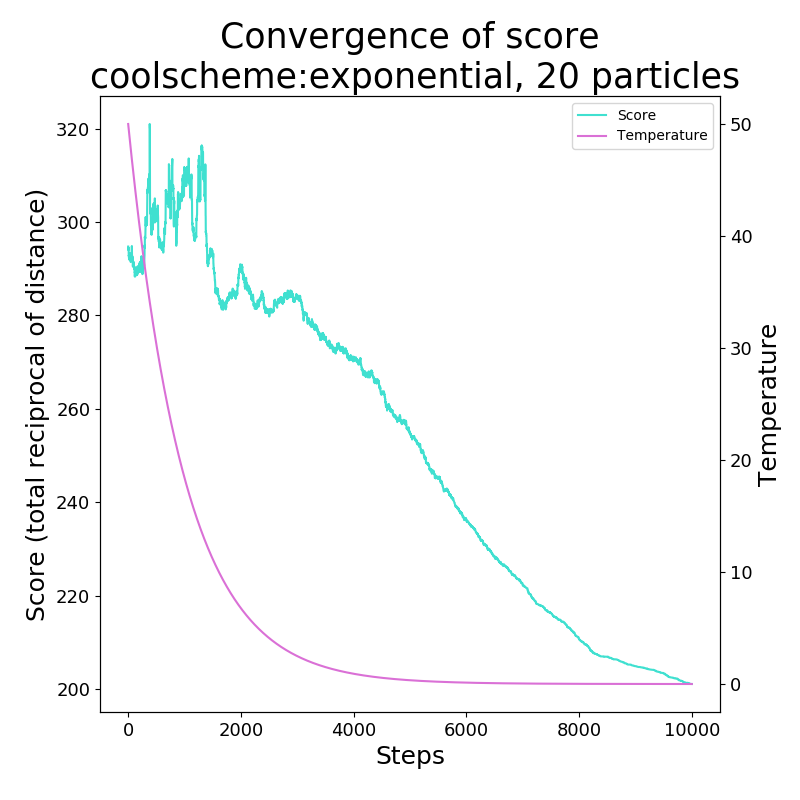 Convergence of score
coolscheme:exponential, 20 particles
Score
Temperature
320
300
280
260
240
220
200
Score (total reciprocal of distance)
50
40
30
20
10
0
Temperature
0
2000
4000
6000
8000
10000
Steps